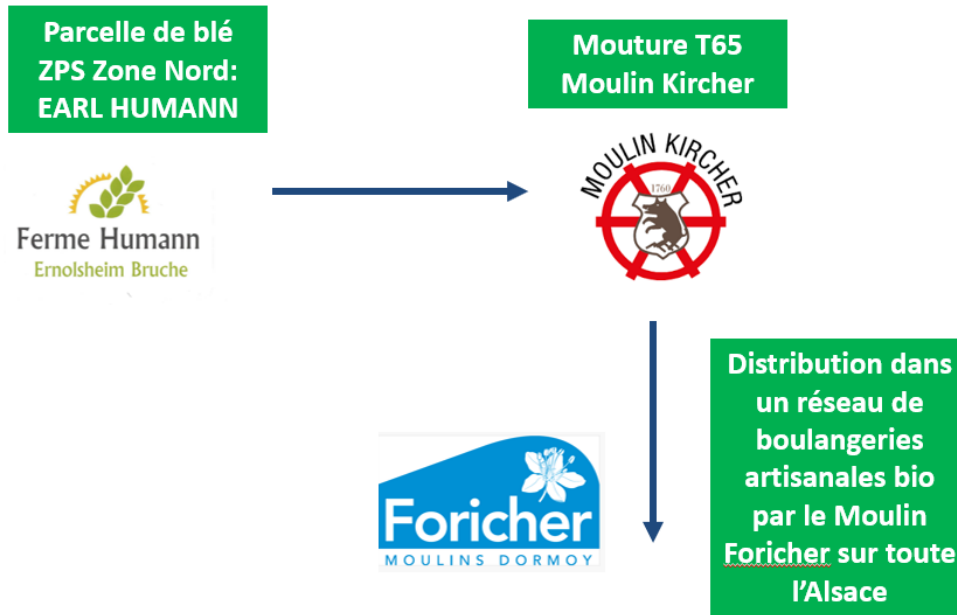 Parcelle de blé
ZPS Zone Nord:
EARL HUMANN
Mouture T65
Moulin Kircher
Ferme Humann
Ernolsheim Bruche
MOULIN KIRCHER
1760
Foricher
MOULINS DORMOY
Distribution dans
un réseau de
boulangeries
artisanales bio
par le Moulin
Foricher sur toute
l'Alsace